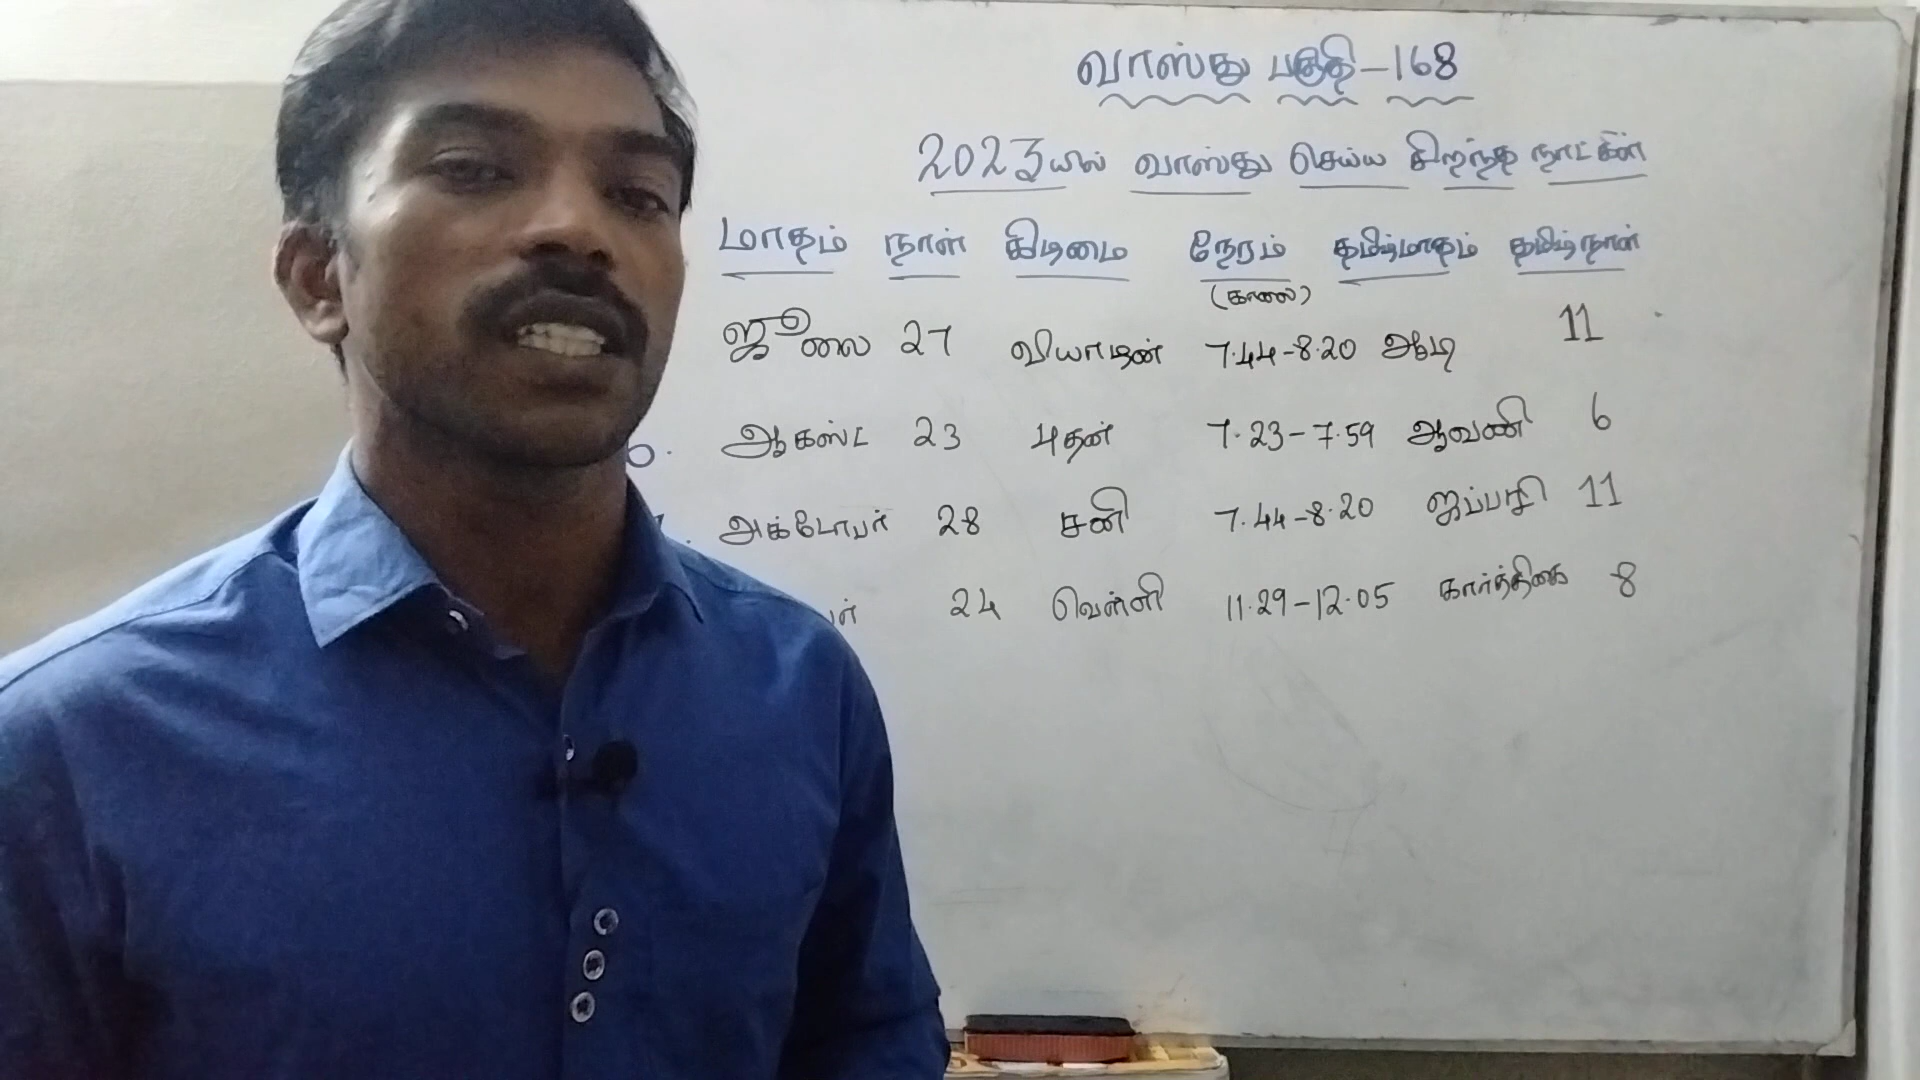 வாஸ்து பகுதி-168
2023யில் வாஸ்து செய்ய சிறந்த நாட்கள்
மாதம் நாள் கிழமை நேரம் தமிழ்மாதம் தமிழ்நாள்
(காலை)
ஜூலை 27 வியாழன் 7.44-8.20 ஆடி 11
ஆகஸ்ட் 23 புதன் 7.23-7.59 ஆவணி 6
அக்டோபர் 28 சனி 7.44-8.20 ஐப்பசி 11
24 வெள்ளி 11.29-12.05 கார்த்திகை 8